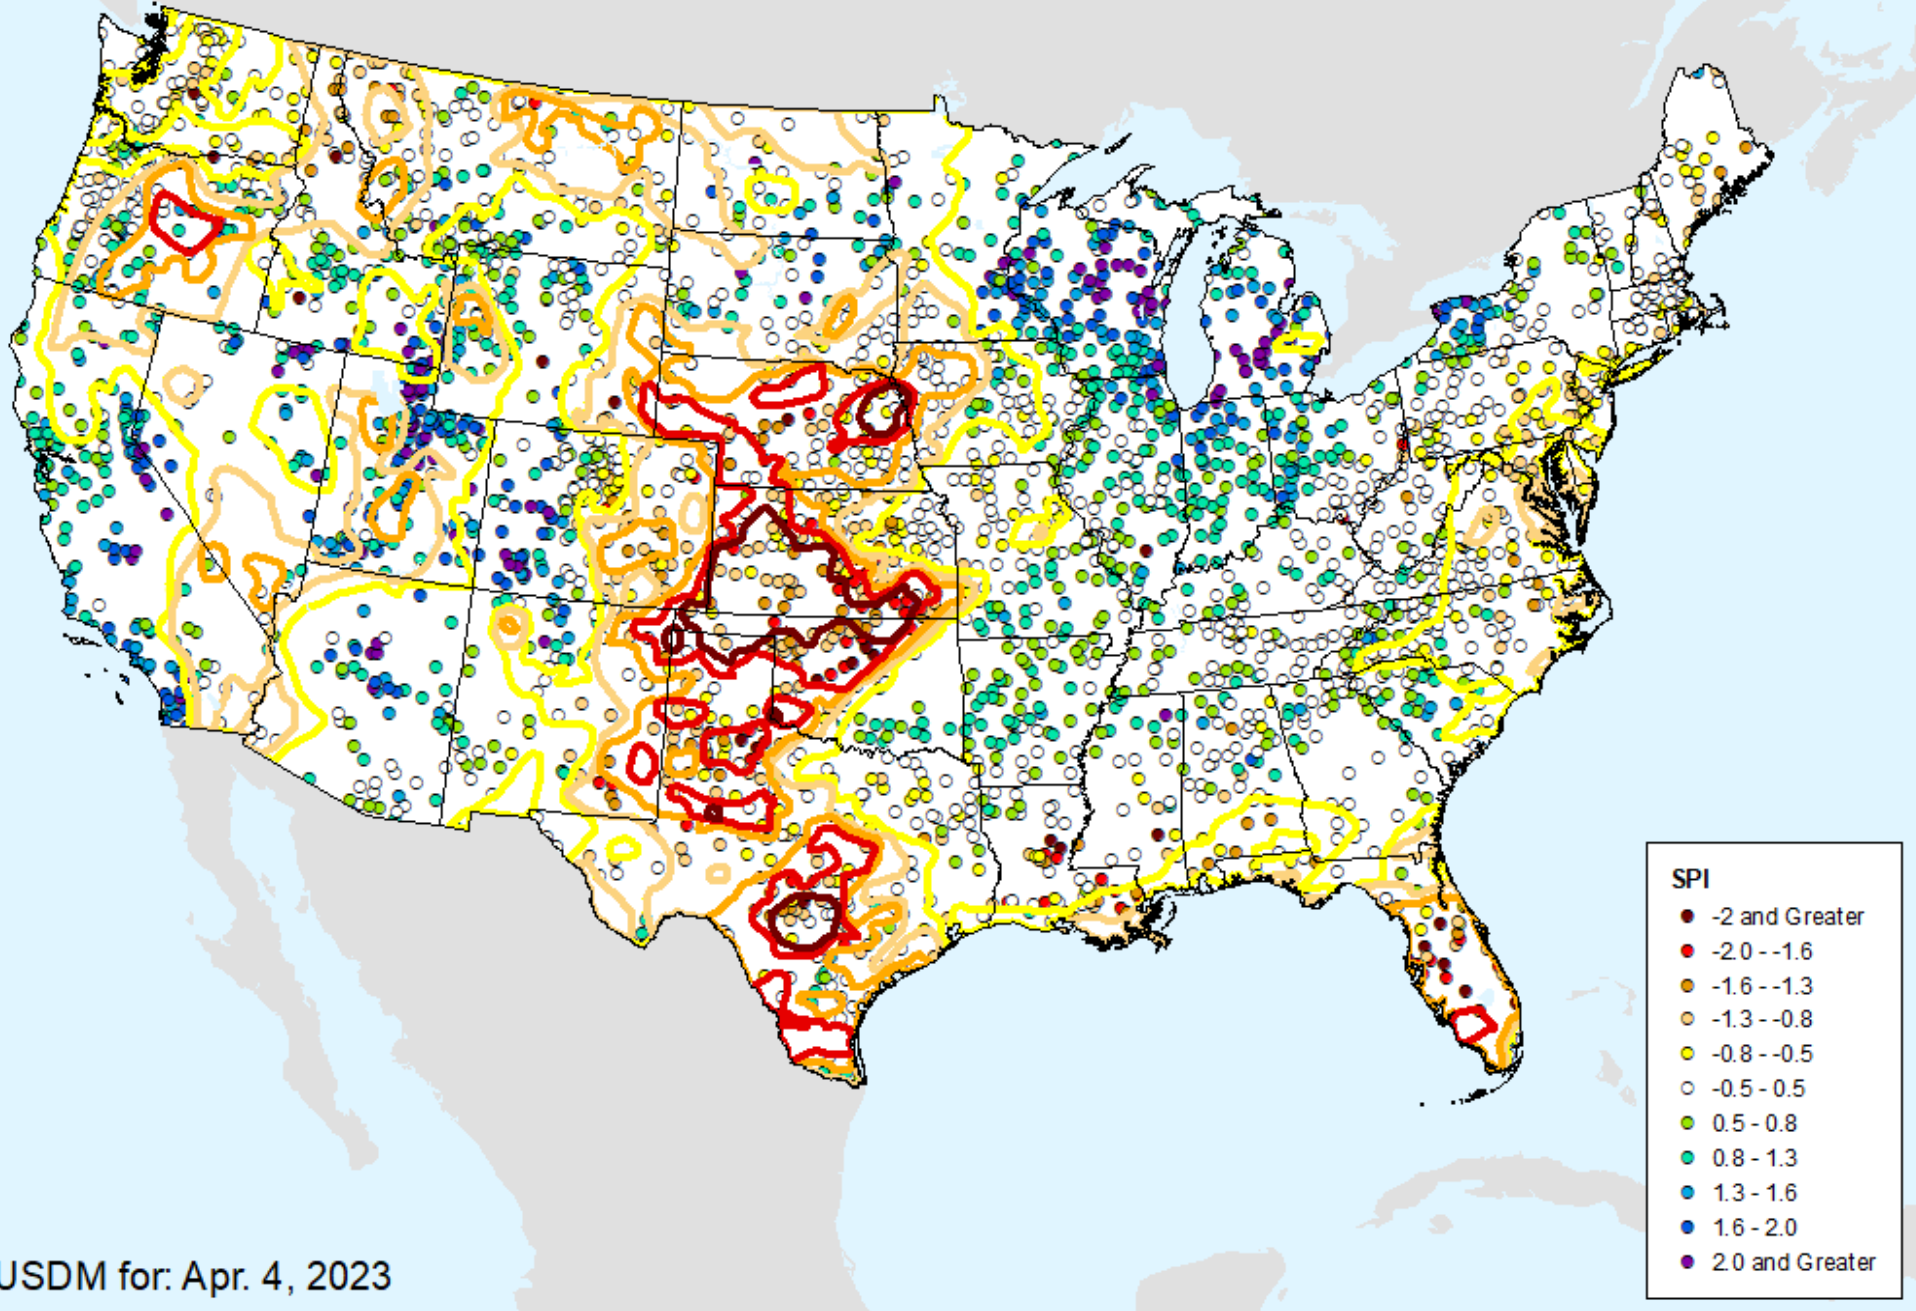 SPI
-2 and Greater
-2.0 - -1.6
-1.6 - -1.3
-1.3 - -0.8
-0.8 - -0.5
-0.5 - 0.5
0.5 - 0.8
0.8 - 1.3
1.3 - 1.6
1.6 - 2.0
2.0 and Greater
USDM for: Apr. 4, 2023